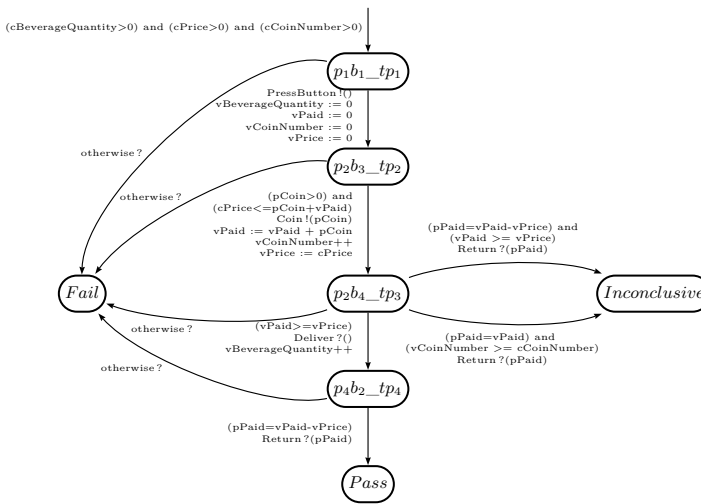 (cBeverageQuantity>0) and (cPrice>0) and (cCoinNumber>0)
p₁b₁_tp₁
PressButton!()
vBeverageQuantity := 0
vPaid := 0
vCoinNumber := 0
vPrice := 0
otherwise?
p₂b₃_tp₂
otherwise?
(pCoin>0) and
(cPrice<=pCoin+vPaid)
Coin!(pCoin)
vPaid := vPaid + pCoin
vCoinNumber++
vPrice := cPrice
(pPaid=vPaid-vPrice) and
(vPaid >= vPrice)
Return?(pPaid)
Fail
p₂b₄_tp₃
Inconclusive
otherwise?
(vPaid>=vPrice)
Deliver?()
vBeverageQuantity++
(pPaid=vPaid) and
(vCoinNumber >= cCoinNumber)
Return?(pPaid)
otherwise?
p₄b₂_tp₄
(pPaid=vPaid-vPrice)
Return?(pPaid)
Pass